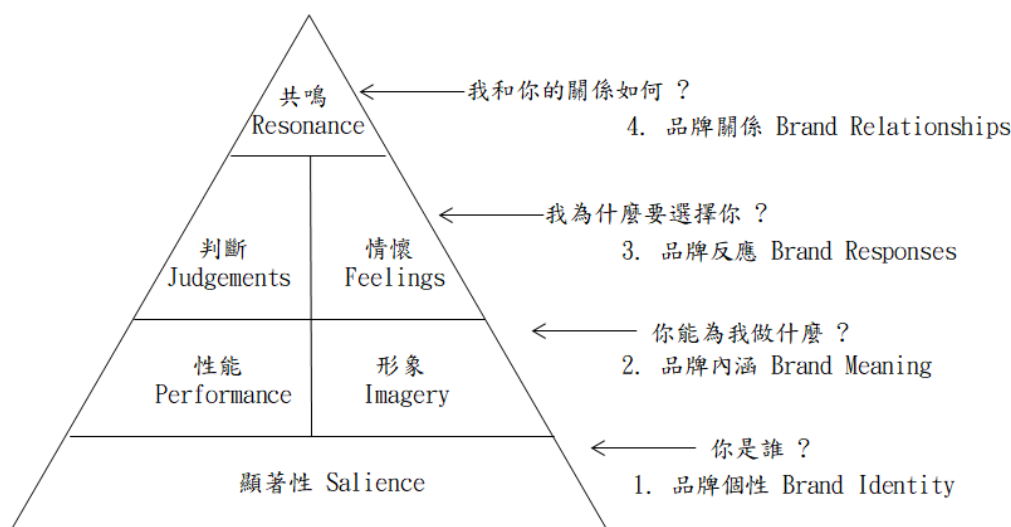 共鳴
Resonance
我和你的關係如何 ?
4. 品牌關係 Brand Relationships
判斷
Judgements
情懷
Feelings
我為什麼要選擇你 ?
3. 品牌反應 Brand Responses
性能
Performance
形象
Imagery
你能為我做什麼 ?
2. 品牌內涵 Brand Meaning
顯著性 Salience
你是誰 ?
1. 品牌個性 Brand Identity